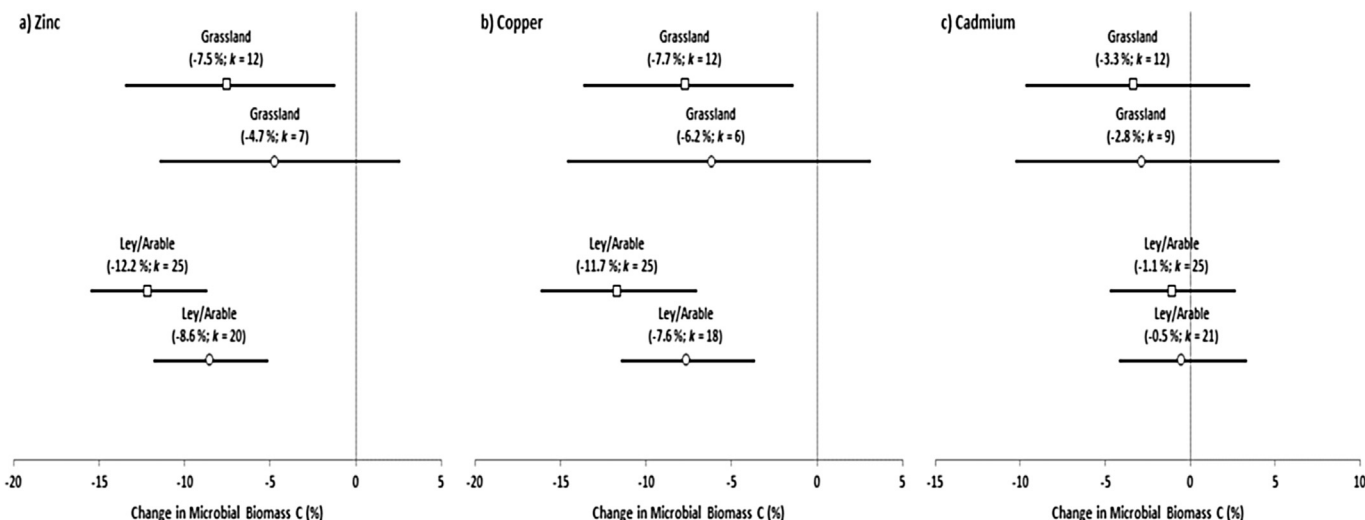 a) Zinc
Grassland
(-7.5 %; k = 12)
Grassland
(-4.7 %; k = 7)
Ley/Arable
(-12.2 %; k = 25)
Ley/Arable
(-8.6 %; k = 20)
-20 -15 -10 -5 0 5
Change in Microbial Biomass C (%)
b) Copper
Grassland
(-7.7 %; k = 12)
Grassland
(-6.2 %; k = 6)
Ley/Arable
(-11.7 %; k = 25)
Ley/Arable
(-7.6 %; k = 18)
-20 -15 -10 -5 0 5
Change in Microbial Biomass C (%)
c) Cadmium
Grassland
(-3.3 %; k = 12)
Grassland
(-2.8 %; k = 9)
Ley/Arable
(-1.1 %; k = 25)
Ley/Arable
(-0.5 %; k = 21)
-15 -10 -5 0 5 10
Change in Microbial Biomass C (%)